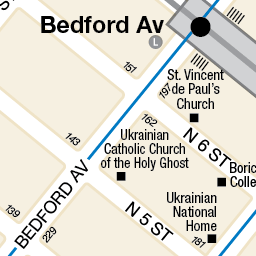 Bedford Av
L
151
St. Vincent
de Paul's
Church
197
162
143
Ukrainian
Catholic Church
of the Holy Ghost
N 6 ST
BEDFORD AV
Boric
Colle
N 5 ST
Ukrainian
National
Home
139
229
181